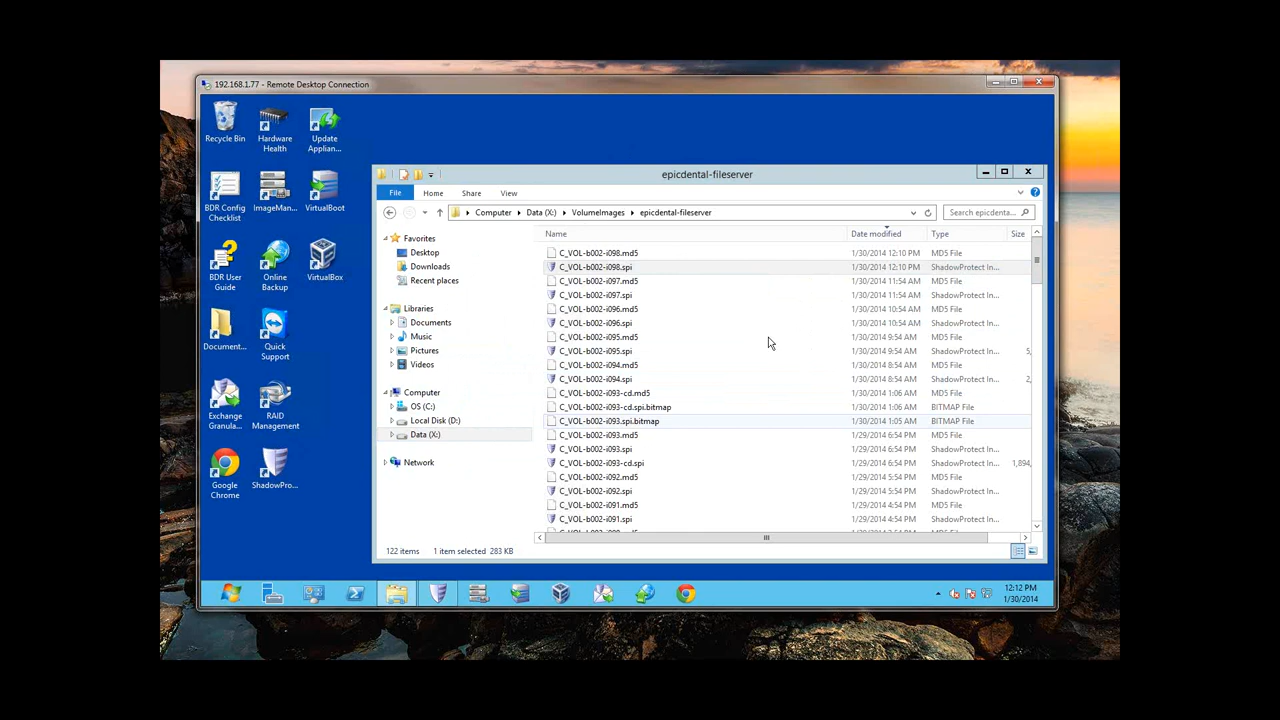 192.168.1.77 - Remote Desktop Connection
Recycle Bin
Hardware Health
Update Applian...
BDR Config Checklist
ImageMan...
VirtualBoot
BDR User Guide
Online Backup
VirtualBox
Document...
Quick Support
Exchange Granula...
RAID Management
Google Chrome
ShadowPro...
epicdental-fileserver
File Home Share View
Computer Data (X:) VolumeImages epicdental-fileserver
Search epicdenta...
Favorites
Desktop
Downloads
Recent places
Libraries
Documents
Music
Pictures
Videos
Computer
OS (C:)
Local Disk (D:)
Data (X:)
Network
Name Date modified Type Size
C_VOL-b002-i098.md5 1/30/2014 12:10 PM MD5 File
C_VOL-b002-i098.spi 1/30/2014 12:10 PM ShadowProtect In...
C_VOL-b002-i097.md5 1/30/2014 11:54 AM MD5 File
C_VOL-b002-i097.spi 1/30/2014 11:54 AM ShadowProtect In...
C_VOL-b002-i096.md5 1/30/2014 10:54 AM MD5 File
C_VOL-b002-i096.spi 1/30/2014 10:54 AM ShadowProtect In...
C_VOL-b002-i095.md5 1/30/2014 9:54 AM MD5 File
C_VOL-b002-i095.spi 1/30/2014 9:54 AM ShadowProtect In...
C_VOL-b002-i094.md5 1/30/2014 8:54 AM MD5 File
C_VOL-b002-i094.spi 1/30/2014 8:54 AM ShadowProtect In... 2,
C_VOL-b002-i093-cd.md5 1/30/2014 1:06 AM MD5 File
C_VOL-b002-i093-cd.spi.bitmap 1/30/2014 1:06 AM BITMAP File
C_VOL-b002-i093.spi.bitmap 1/30/2014 1:05 AM BITMAP File
C_VOL-b002-i093.md5 1/29/2014 6:54 PM MD5 File
C_VOL-b002-i093.spi 1/29/2014 6:54 PM ShadowProtect In...
C_VOL-b002-i093-cd.spi 1/29/2014 6:54 PM ShadowProtect In... 1,894,
C_VOL-b002-i092.md5 1/29/2014 5:54 PM MD5 File
C_VOL-b002-i092.spi 1/29/2014 5:54 PM ShadowProtect In...
C_VOL-b002-i091.md5 1/29/2014 4:54 PM MD5 File
C_VOL-b002-i091.spi 1/29/2014 4:54 PM ShadowProtect In...
122 items 1 item selected 283 KB
12:12 PM
1/30/2014